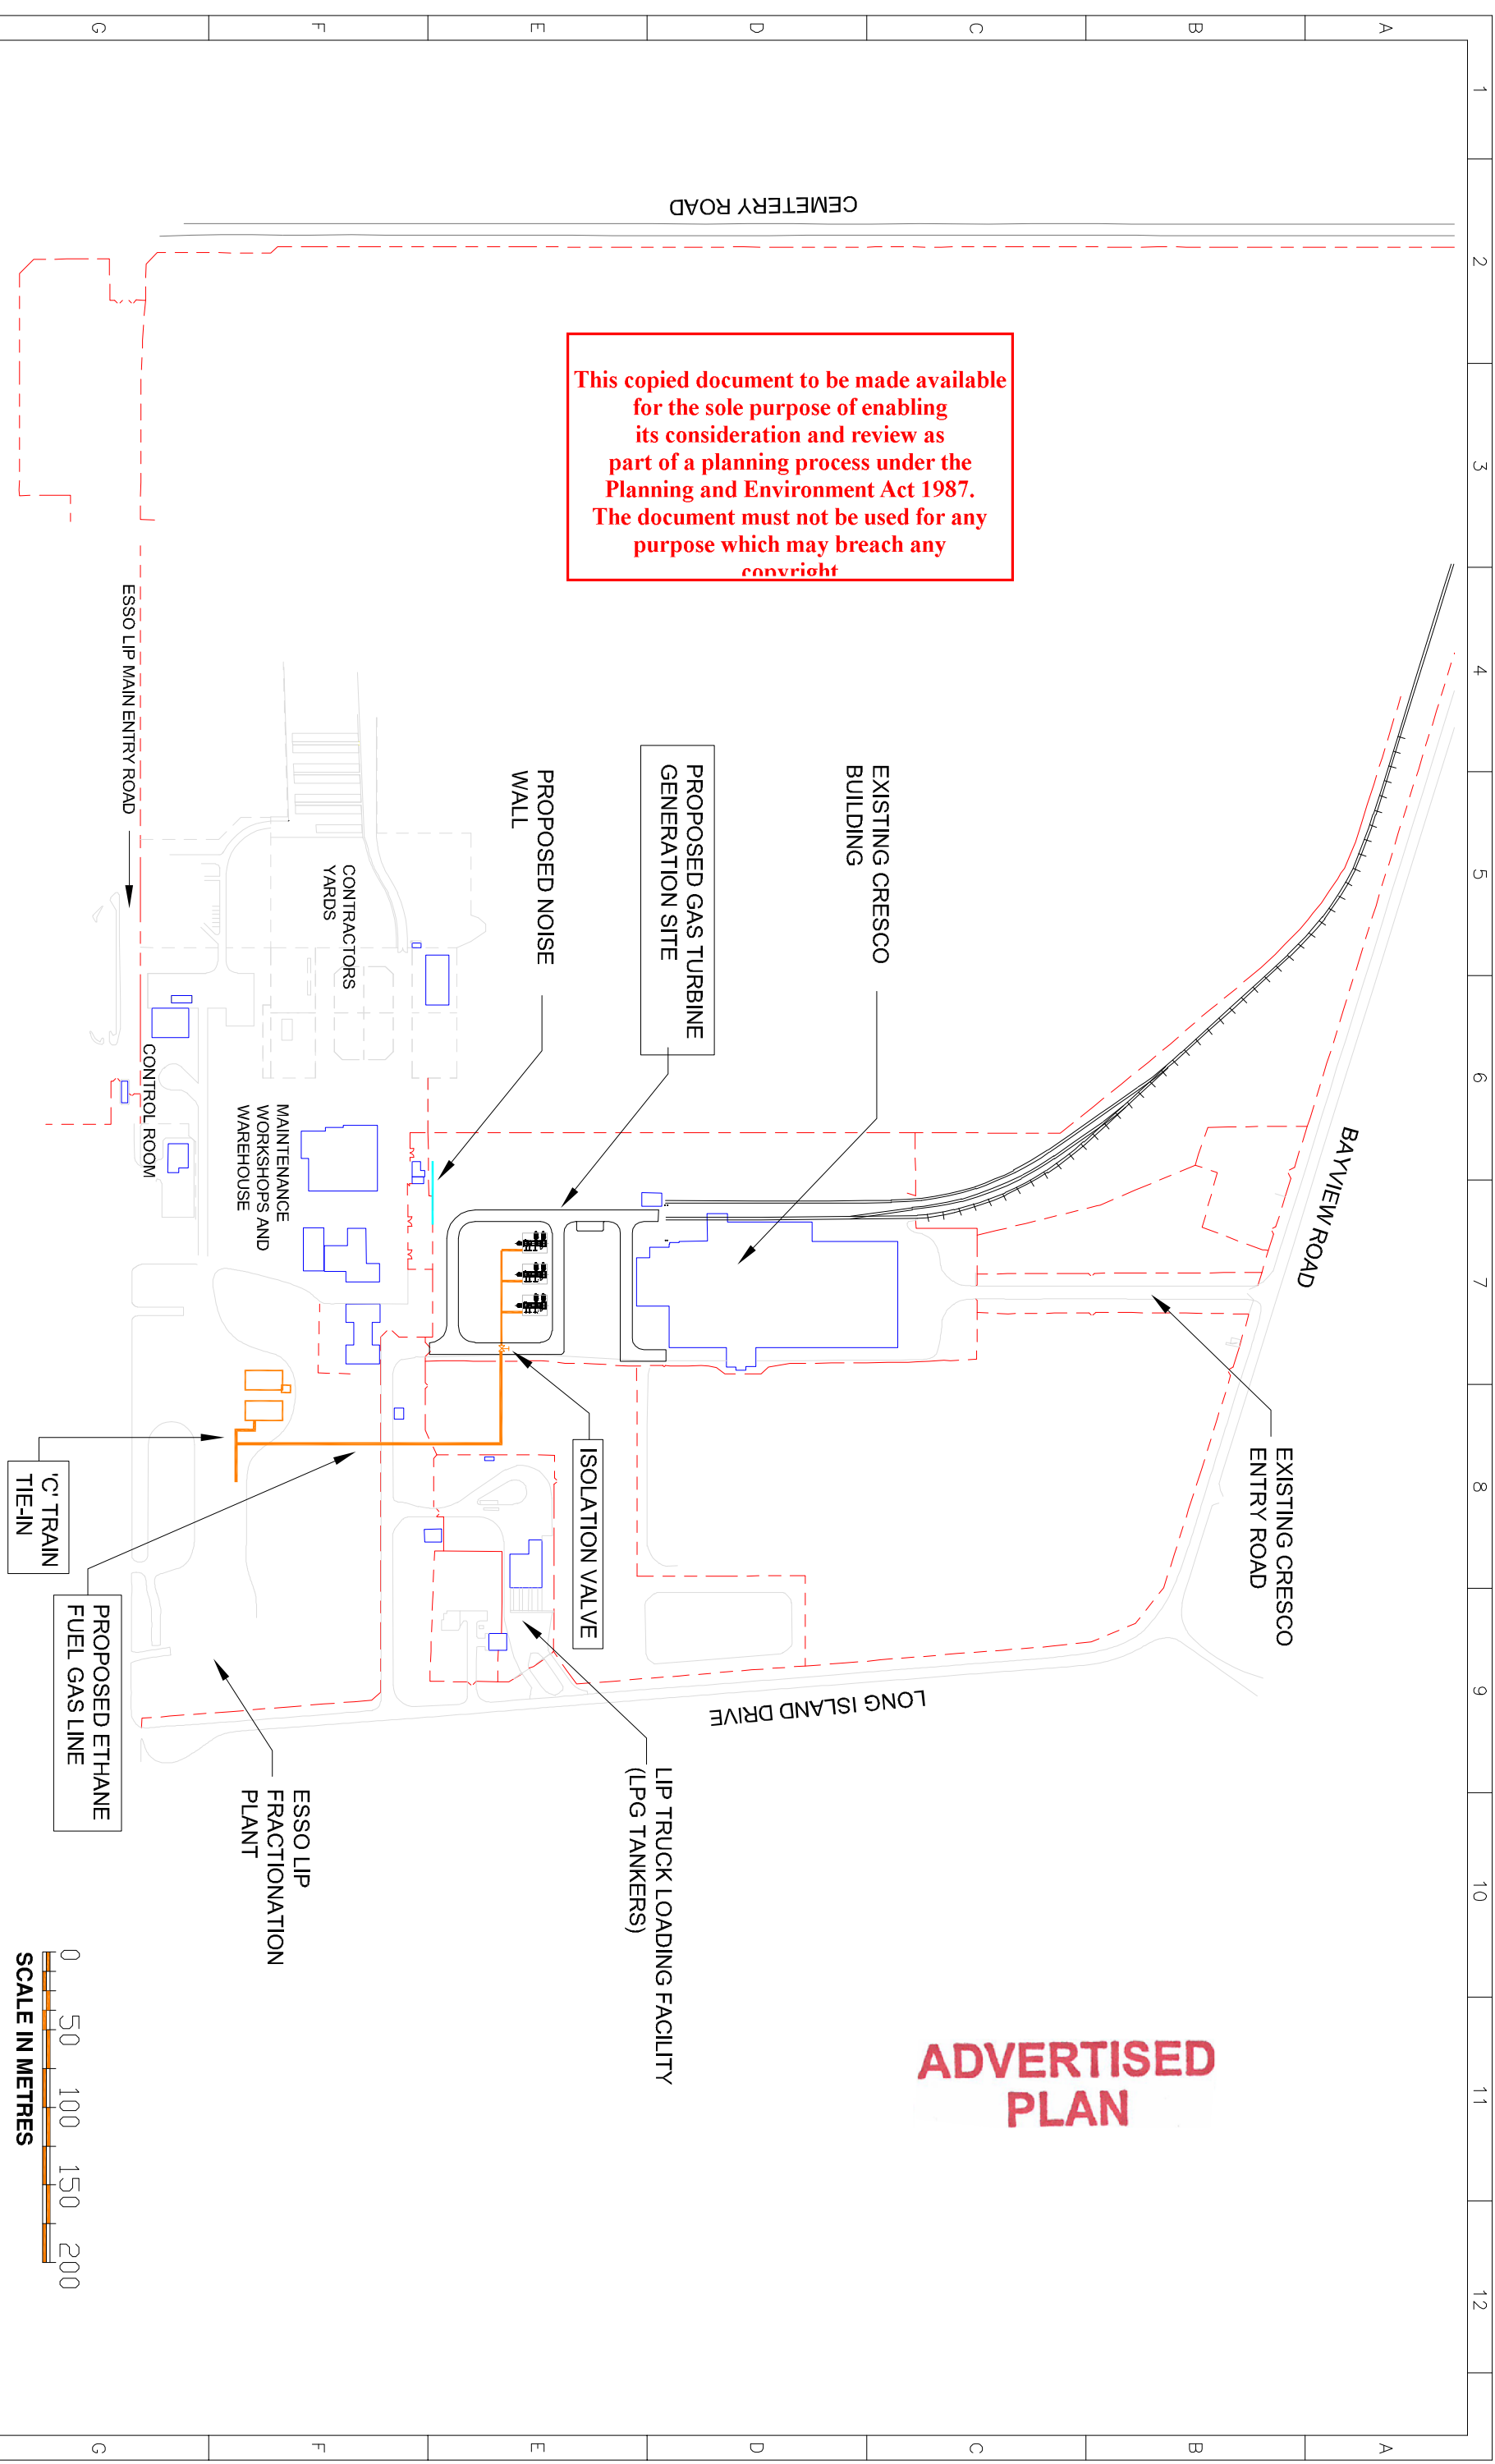 A
B
C
D
E
F
G
1
2
3
4
5
6
7
8
9
10
11
12
A
B
C
D
E
F
G
CEMETERY ROAD
This copied document to be made available
for the sole purpose of enabling
its consideration and review as
part of a planning process under the
Planning and Environment Act 1987.
The document must not be used for any
purpose which may breach any
copyright
BAYVIEW ROAD
EXISTING CRESCO
ENTRY ROAD
EXISTING CRESCO
BUILDING
PROPOSED GAS TURBINE
GENERATION SITE
PROPOSED NOISE
WALL
CONTRACTORS
YARDS
ESSO LIP MAIN ENTRY ROAD
CONTROL ROOM
MAINTENANCE
WORKSHOPS AND
WAREHOUSE
ISOLATION VALVE
LONG ISLAND DRIVE
LIP TRUCK LOADING FACILITY
(LPG TANKERS)
'C' TRAIN
TIE-IN
PROPOSED ETHANE
FUEL GAS LINE
ESSO LIP
FRACTIONATION
PLANT
0 50 100 150 200
SCALE IN METRES
ADVERTISED
PLAN